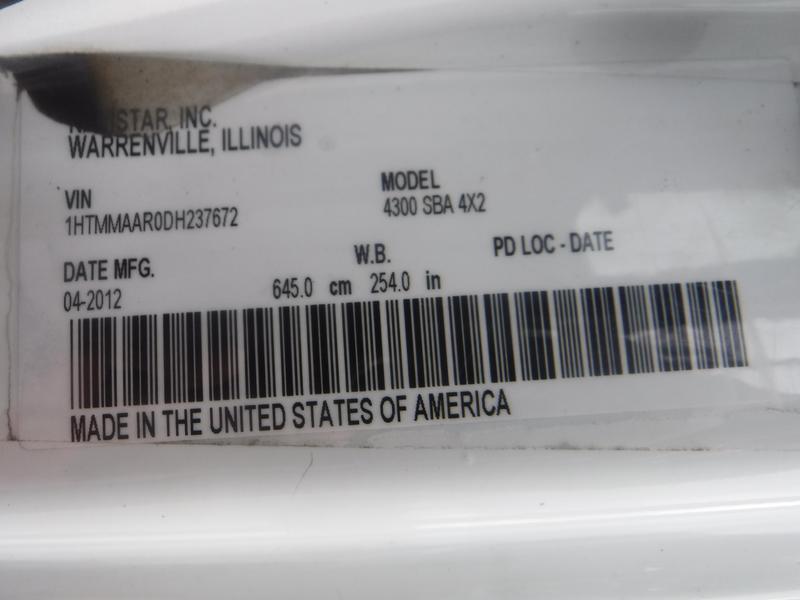 INC.
WARRENVILLE, ILLINOIS
VIN
1HTMMAAR0DH237672
MODEL
4300 SBA 4X2
DATE MFG.
04-2012
W.B.
645.0 cm 254.0 in
PD LOC - DATE
MADE IN THE UNITED STATES OF AMERICA